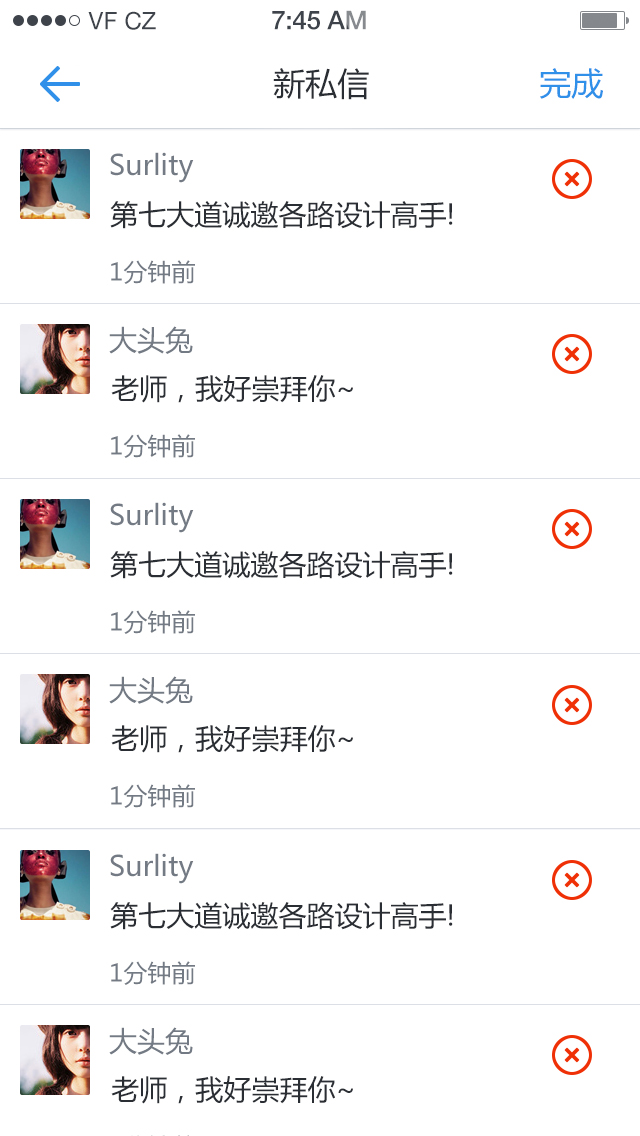 VF CZ 7:45 AM
新私信 完成
Surlity
第七大道诚邀各路设计高手!
1分钟前
大头兔
老师，我好崇拜你~
1分钟前
Surlity
第七大道诚邀各路设计高手!
1分钟前
大头兔
老师，我好崇拜你~
1分钟前
Surlity
第七大道诚邀各路设计高手!
1分钟前
大头兔
老师，我好崇拜你~